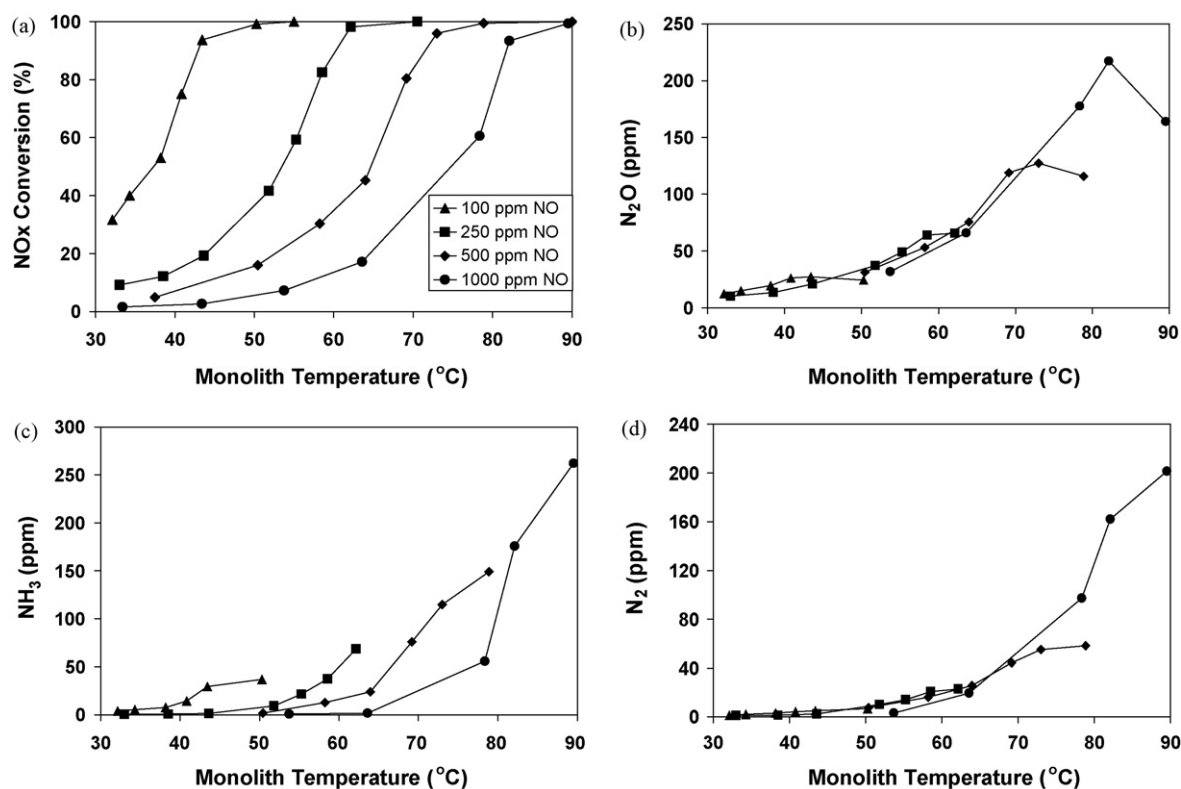 (a)
100
80
60
40
20
0
NOx Conversion (%)
100 ppm NO
250 ppm NO
500 ppm NO
1000 ppm NO
30 40 50 60 70 80 90
Monolith Temperature (°C)
(b)
250
200
150
100
50
0
N₂O (ppm)
30 40 50 60 70 80 90
Monolith Temperature (°C)
(c)
300
250
200
150
100
50
0
NH₃ (ppm)
30 40 50 60 70 80 90
Monolith Temperature (°C)
(d)
240
200
160
120
80
40
0
N₂ (ppm)
30 40 50 60 70 80 90
Monolith Temperature (°C)